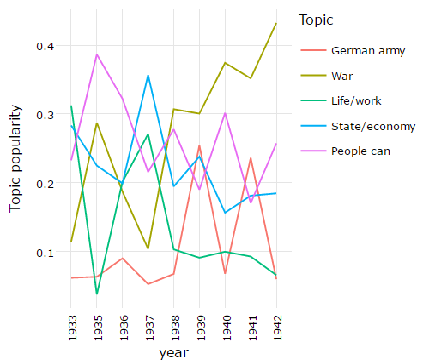 Topic
German army
War
Life/work
State/economy
People can
Topic popularity
0.4
0.3
0.2
0.1
1933
1935
1936
1937
1938
1939
1940
1941
1942
year